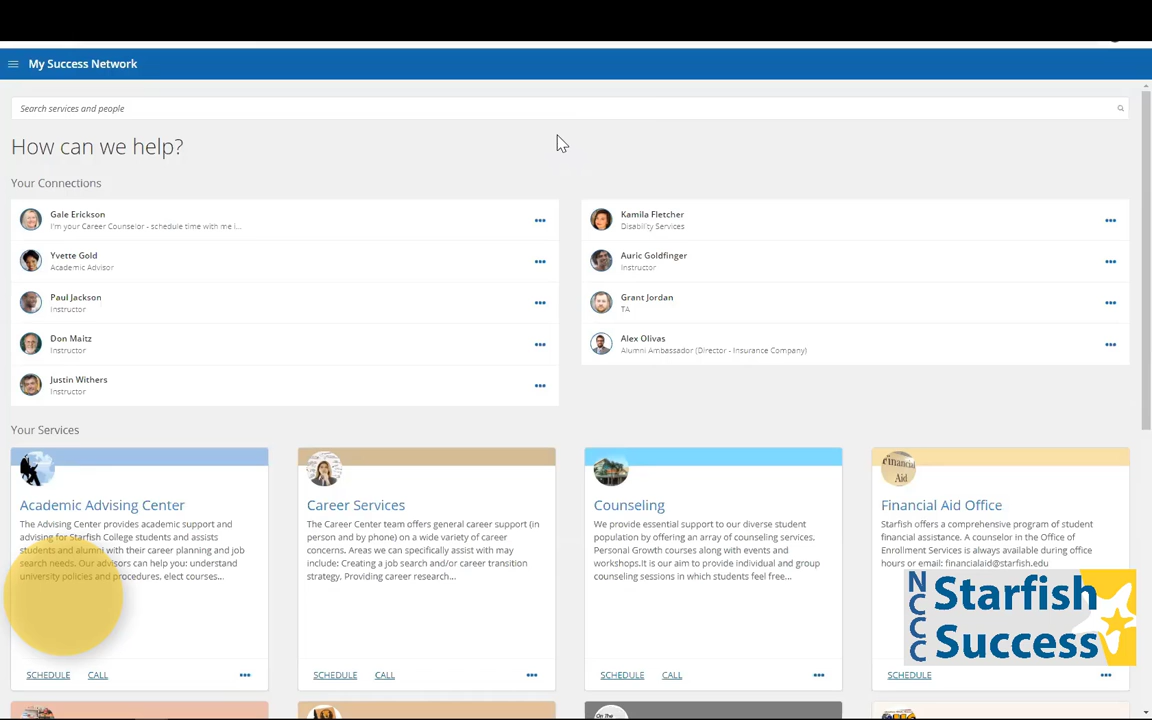 My Success Network
Search services and people
How can we help?
Your Connections
Gale Erickson
I'm your Career Counselor - schedule time with me i...
Yvette Gold
Academic Advisor
Paul Jackson
Instructor
Don Maitz
Instructor
Justin Withers
Instructor
Kamila Fletcher
Disability Services
Auric Goldfinger
Instructor
Grant Jordan
TA
Alex Olivas
Alumni Ambassador (Director - Insurance Company)
Your Services
Academic Advising Center
The Advising Center provides academic support and
advising for Starfish College students and assists
students and alumni with their career planning and job
search needs. Our advisors can help you: understand
university policies and procedures, elect courses...
SCHEDULE CALL
Career Services
The Career Center team offers general career support (in
person and by phone) on a wide variety of career
concerns. Areas we can specifically assist with may
include: Creating a job search and/or career transition
strategy. Providing career research...
SCHEDULE CALL
Counseling
We provide essential support to our diverse student
population by offering an array of counseling services.
Personal Growth courses along with events and
workshops.It is our aim to provide individual and group
counseling sessions in which students feel free...
SCHEDULE CALL
Financial Aid
Financial Aid Office
Starfish offers a comprehensive program of student
financial assistance. A counselor in the Office of
Enrollment Services is always available during office
hours or email: financialaid@starfish.edu
SCHEDULE
NCCC
Starfish
Success
On The